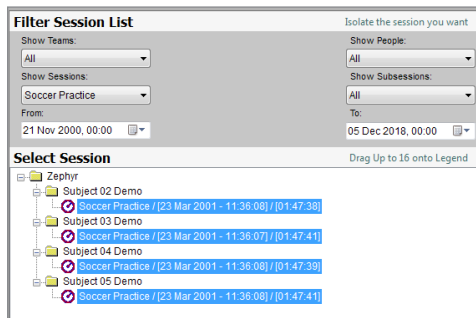 Filter Session List Isolate the session you want
Show Teams: Show People:
All All
Show Sessions: Show Subsessions:
Soccer Practice All
From: To:
21 Nov 2000, 00:00 05 Dec 2018, 00:00
Select Session Drag Up to 16 onto Legend
Zephyr
Subject 02 Demo
Soccer Practice / [23 Mar 2001 - 11:36:08] / [01:47:38]
Subject 03 Demo
Soccer Practice / [23 Mar 2001 - 11:36:07] / [01:47:41]
Subject 04 Demo
Soccer Practice / [23 Mar 2001 - 11:36:08] / [01:47:39]
Subject 05 Demo
Soccer Practice / [23 Mar 2001 - 11:36:08] / [01:47:41]